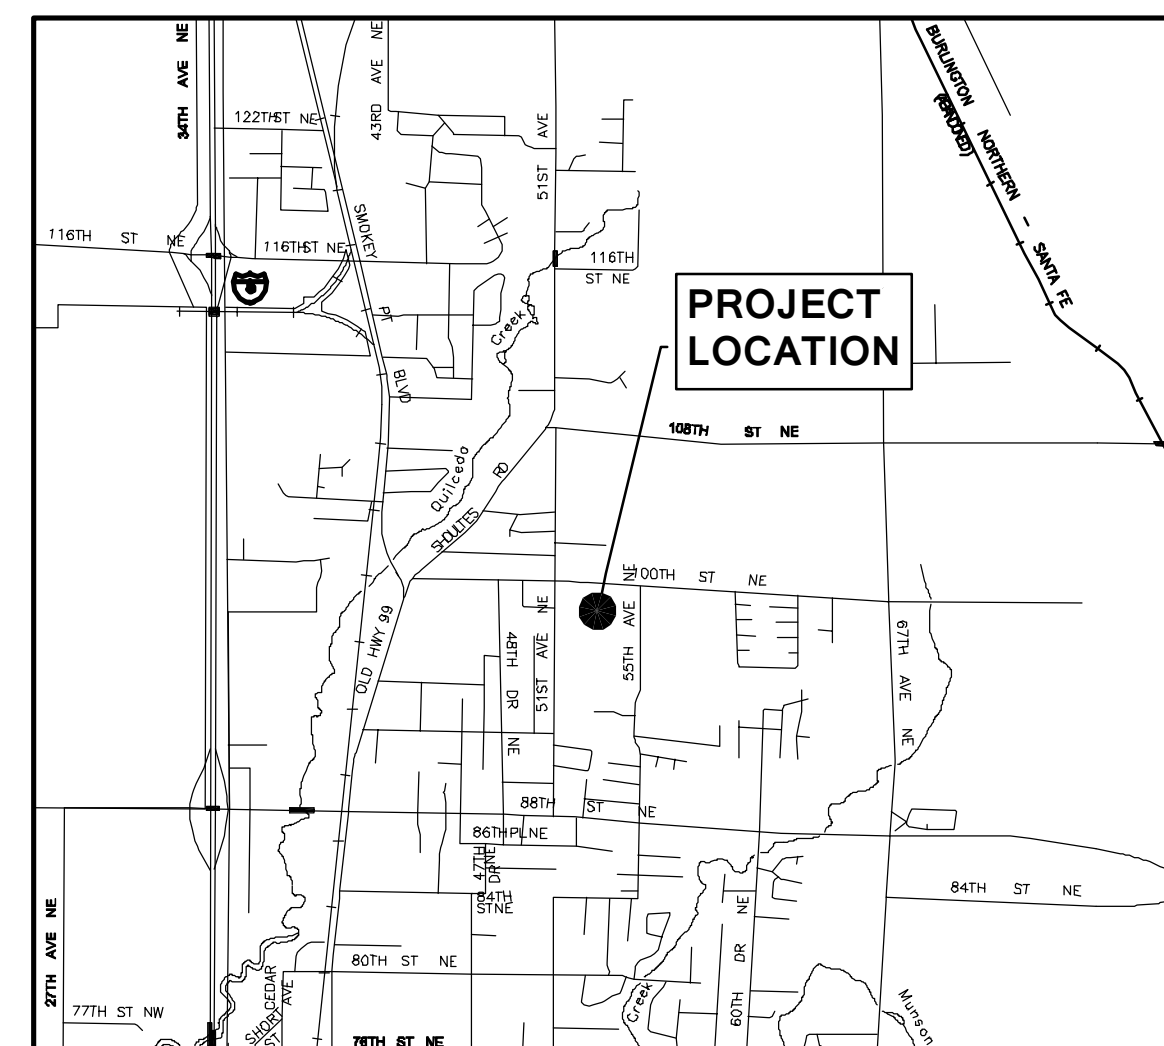 34TH AVE NE
122TH ST NE
43RD AVE NE
51ST AVE
BURLINGTON NORTHERN - SANTA FE
116TH ST NE
116TH ST NE
SMOKEY PT BLVD
116TH
ST NE
PROJECT
LOCATION
Quilceda Creek
108TH ST NE
SHOULTES RD
100TH ST NE
OLD HWY 99
48TH DR NE
51ST AVE NE
55TH AVE NE
67TH AVE NE
88TH ST NE
86TH PL NE
47TH
DR NE
84TH
ST NE
84TH ST NE
27TH AVE NE
80TH ST NE
CEDAR
AVE
60TH DR NE
Creek
Munson
77TH ST NW
SHORT
ST